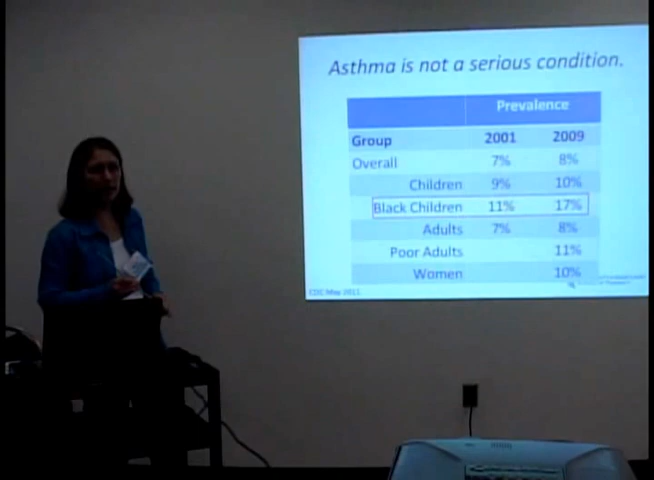 Asthma is not a serious condition.
Prevalence
Group 2001 2009
Overall 7% 8%
Children 9% 10%
Black Children 11% 17%
Adults 7% 8%
Poor Adults 11%
Women 10%
CDC May 2011